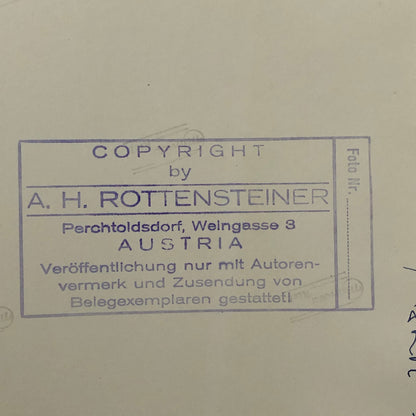 COPYRIGHT
by
A. H. ROTTENSTEINER
Perchtoldsdorf, Weingasse 3
AUSTRIA
Veröffentlichung nur mit Autoren-
vermerk und Zusendung von
Belegexemplaren gestattet!
Foto Nr.